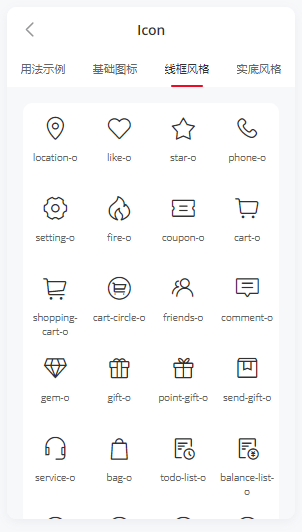 Icon
用法示例 基础图标 线框风格 实底风格
location-o like-o star-o phone-o
setting-o fire-o coupon-o cart-o
shopping- cart-circle-o friends-o comment-o
cart-o
gem-o gift-o point-gift-o send-gift-o
service-o bag-o todo-list-o balance-list-
o